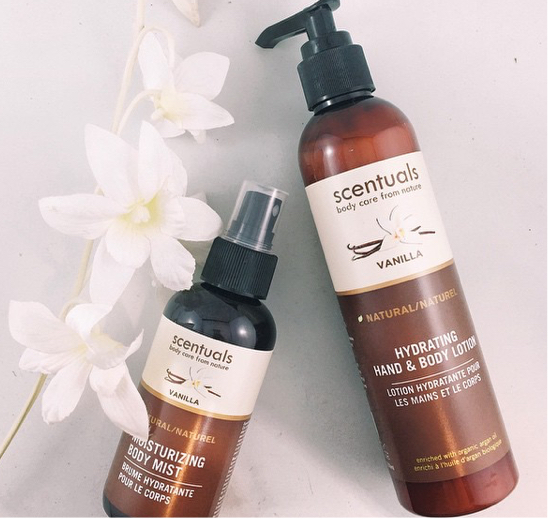 scentuals
body care from nature
VANILLA
NATURAL/NATUREL
HYDRATING
HAND & BODY LOTION
LOTION HYDRATANTE POUR
LES MAINS ET LE CORPS
enriched with organic argan oil
enrichi à l'huile d'argan biologique
scentuals
body care from nature
VANILLA
NATURAL/NATUREL
MOISTURIZING
BODY MIST
BRUME HYDRATANTE
POUR LE CORPS